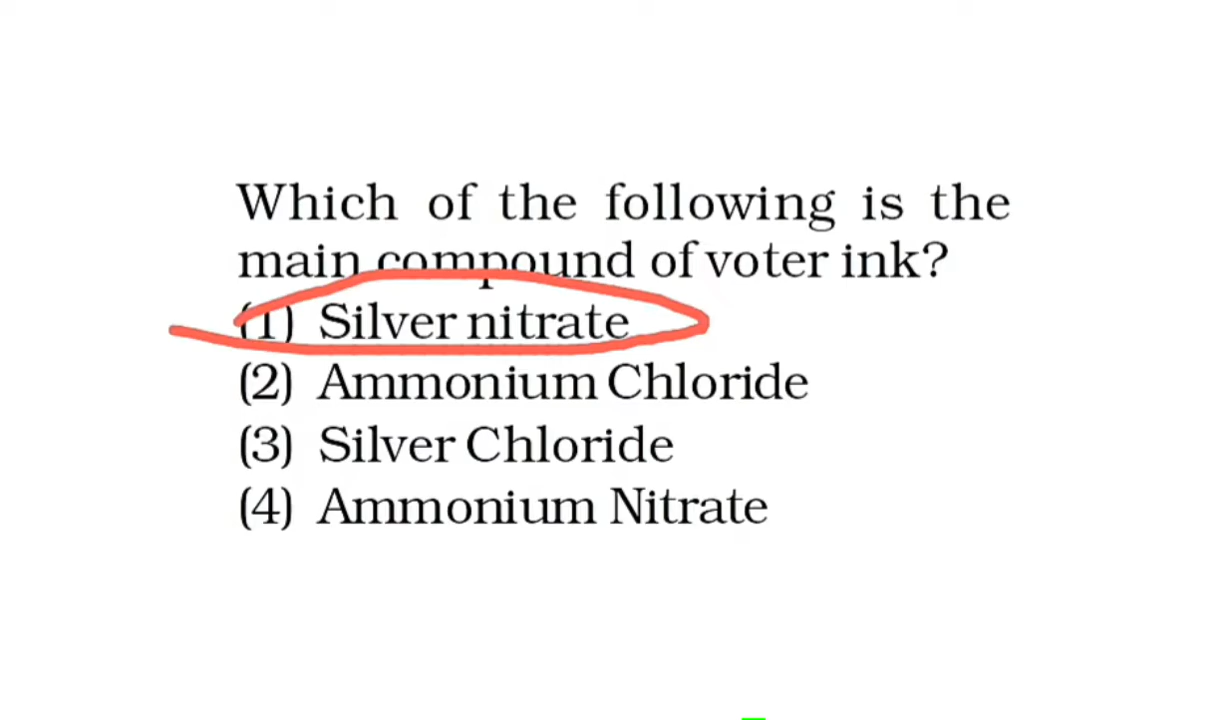 Which of the following is the
main compound of voter ink?
(1) Silver nitrate
(2) Ammonium Chloride
(3) Silver Chloride
(4) Ammonium Nitrate